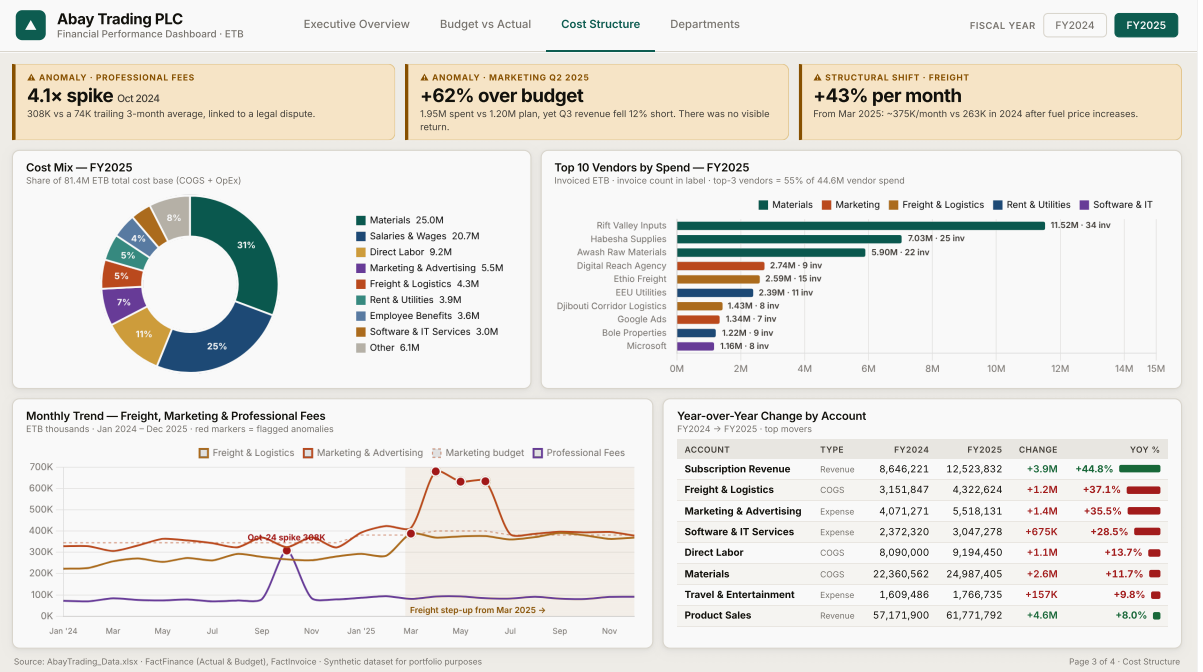 Abay Trading PLC
Financial Performance Dashboard · ETB
Executive Overview
Budget vs Actual
Cost Structure
Departments
FISCAL YEAR
FY2024
FY2025
⚠ ANOMALY · PROFESSIONAL FEES
4.1× spike Oct 2024
308K vs a 74K trailing 3-month average, linked to a legal dispute.
⚠ ANOMALY · MARKETING Q2 2025
+62% over budget
1.95M spent vs 1.20M plan, yet Q3 revenue fell 12% short. There was no visible
return.
⚠ STRUCTURAL SHIFT · FREIGHT
+43% per month
From Mar 2025: ~375K/month vs 263K in 2024 after fuel price increases.
Cost Mix — FY2025
Share of 81.4M ETB total cost base (COGS + OpEx)
31%
25%
11%
7%
5%
5%
4%
8%
Materials 25.0M
Salaries & Wages 20.7M
Direct Labor 9.2M
Marketing & Advertising 5.5M
Freight & Logistics 4.3M
Rent & Utilities 3.9M
Employee Benefits 3.6M
Software & IT Services 3.0M
Other 6.1M
Top 10 Vendors by Spend — FY2025
Invoiced ETB · invoice count in label · top-3 vendors = 55% of 44.6M vendor spend
Materials Marketing Freight & Logistics Rent & Utilities Software & IT
Rift Valley Inputs 11.52M · 34 inv
Habesha Supplies 7.03M · 25 inv
Awash Raw Materials 5.90M · 22 inv
Digital Reach Agency 2.74M · 9 inv
Ethio Freight 2.59M · 15 inv
EEU Utilities 2.39M · 11 inv
Djibouti Corridor Logistics 1.43M · 8 inv
Google Ads 1.34M · 7 inv
Bole Properties 1.22M · 9 inv
Microsoft 1.16M · 8 inv
0M 2M 4M 6M 8M 10M 12M 14M 15M
Monthly Trend — Freight, Marketing & Professional Fees
ETB thousands · Jan 2024 – Dec 2025 · red markers = flagged anomalies
Freight & Logistics Marketing & Advertising Marketing budget Professional Fees
700K
600K
500K
400K
300K
200K
100K
0K
Oct-24 spike 308K
Freight step-up from Mar 2025 →
Jan '24 Mar May Jul Sep Nov Jan '25 Mar May Jul Sep Nov
Year-over-Year Change by Account
FY2024 → FY2025 · top movers
ACCOUNT TYPE FY2024 FY2025 CHANGE YOY %
Subscription Revenue Revenue 8,646,221 12,523,832 +3.9M +44.8%
Freight & Logistics COGS 3,151,847 4,322,624 +1.2M +37.1%
Marketing & Advertising Expense 4,071,271 5,518,131 +1.4M +35.5%
Software & IT Services Expense 2,372,320 3,047,278 +675K +28.5%
Direct Labor COGS 8,090,000 9,194,450 +1.1M +13.7%
Materials COGS 22,360,562 24,987,405 +2.6M +11.7%
Travel & Entertainment Expense 1,609,486 1,766,735 +157K +9.8%
Product Sales Revenue 57,171,900 61,771,792 +4.6M +8.0%
Source: AbayTrading_Data.xlsx · FactFinance (Actual & Budget), FactInvoice · Synthetic dataset for portfolio purposes
Page 3 of 4 · Cost Structure